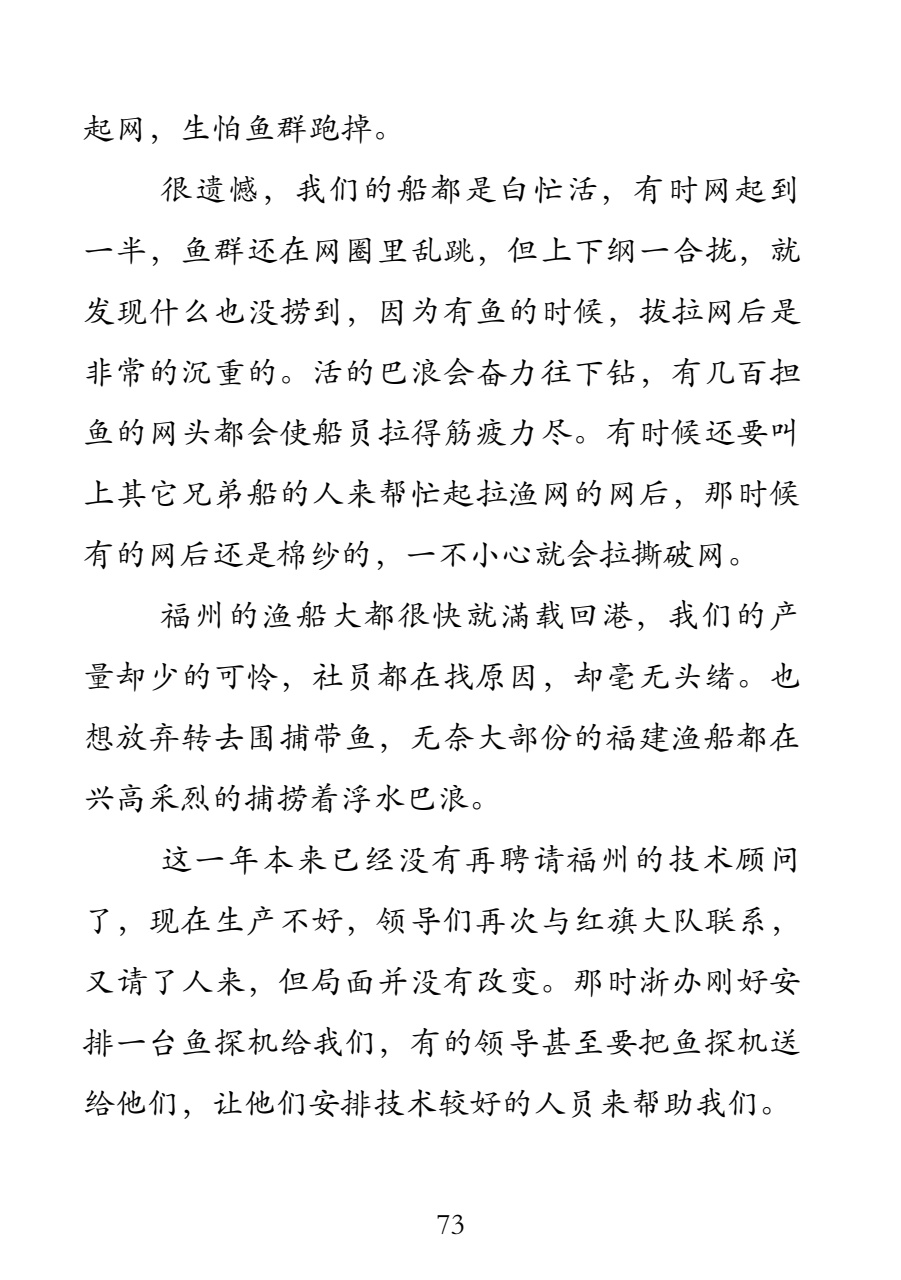 起网，生怕鱼群跑掉。
很遗憾，我们的船都是白忙活，有时网起到
一半，鱼群还在网圈里乱跳，但上下纲一合拢，就
发现什么也没捞到，因为有鱼的时候，拔拉网后是
非常的沉重的。活的巴浪会奋力往下钻，有几百担
鱼的网头都会使船员拉得筋疲力尽。有时候还要叫
上其它兄弟船的人来帮忙起拉渔网的网后，那时候
有的网后还是棉纱的，一不小心就会拉撕破网。
福州的渔船大都很快就滿载回港，我们的产
量却少的可怜，社员都在找原因，却毫无头绪。也
想放弃转去围捕带鱼，无奈大部份的福建渔船都在
兴高采烈的捕捞着浮水巴浪。
这一年本来已经没有再聘请福州的技术顾问
了，现在生产不好，领导们再次与红旗大队联系，
又请了人来，但局面并没有改变。那时浙办刚好安
排一台鱼探机给我们，有的领导甚至要把鱼探机送
给他们，让他们安排技术较好的人员来帮助我们。
73